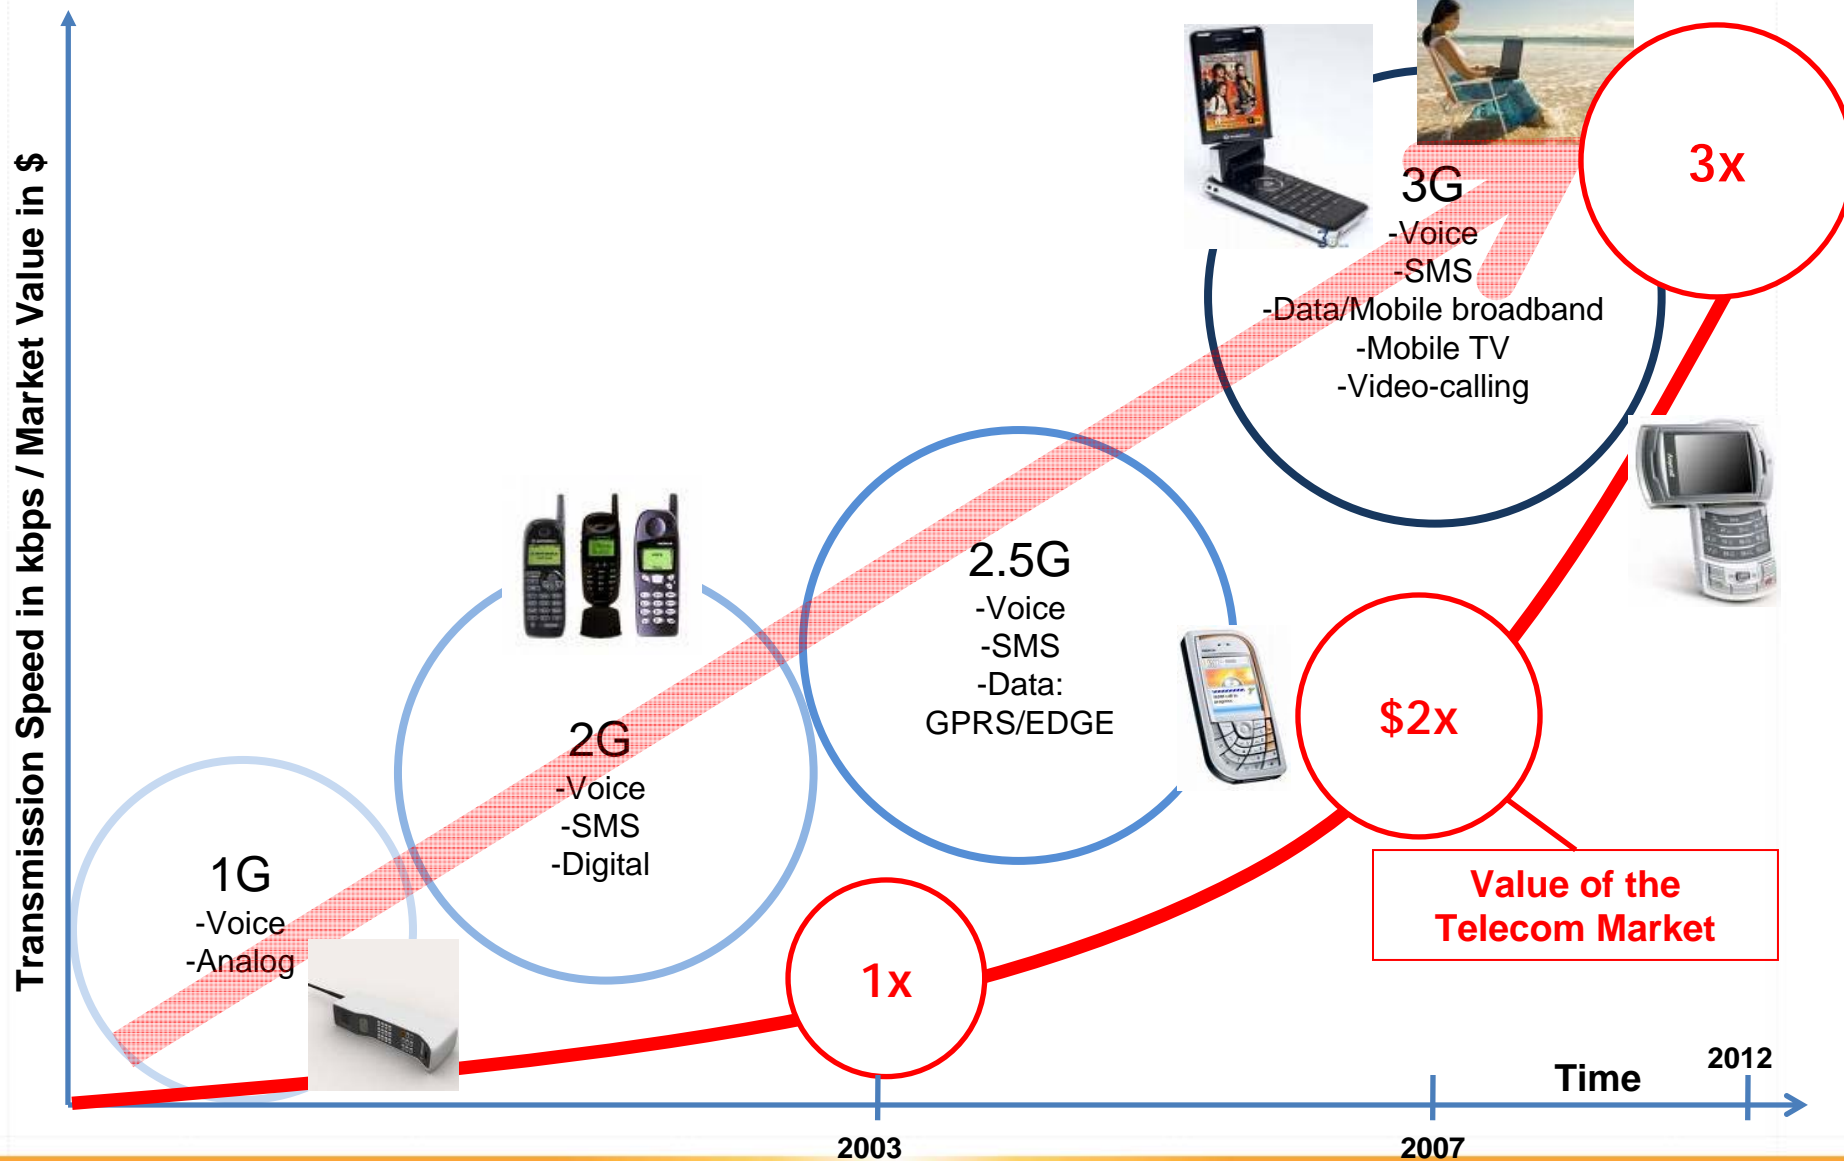 Transmission Speed in kbps / Market Value in $
3x
3G
-Voice
-SMS
-Data/Mobile broadband
-Mobile TV
-Video-calling
2.5G
-Voice
-SMS
-Data:
GPRS/EDGE
$2x
2G
-Voice
-SMS
-Digital
1G
-Voice
-Analog
1x
Value of the
Telecom Market
Time
2012
2003
2007